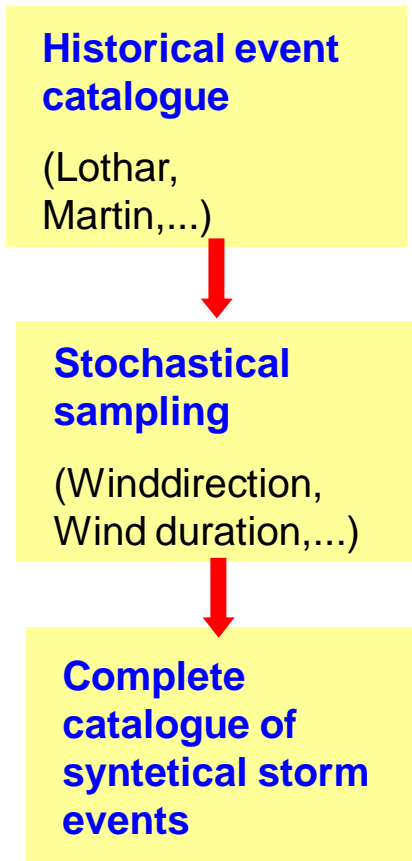 Historical event
catalogue
(Lothar,
Martin,...)
Stochastical
sampling
(Winddirection,
Wind duration,...)
Complete
catalogue of
syntetical storm
events